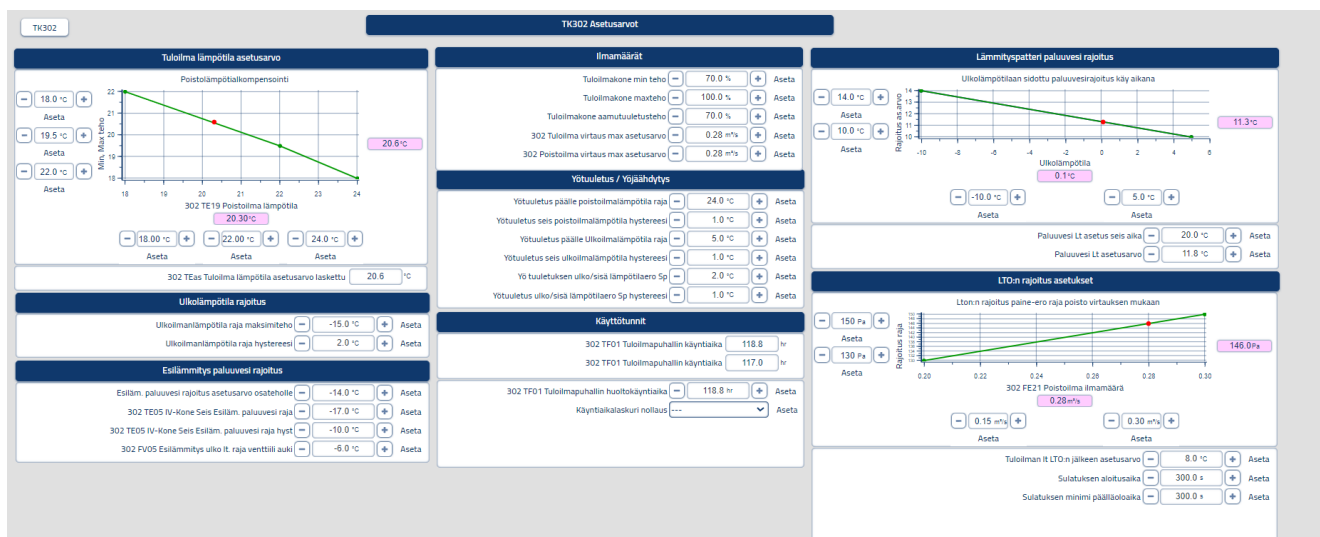 TK302
TK302 Asetusarvot
Tuloilma lämpötila asetusarvo
Poistolämpötialkompensointi
18.0 °C
Aseta
19.5 °C
Aseta
22.0 °C
Aseta
Min. Max teho
22
21
20
19
18
18 19 20 21 22 23 24
20.6°C
302 TE19 Poistoilma lämpötila
20.30°C
18.00 °C 22.00 °C 24.0 °C
Aseta Aseta Aseta
302 TEas Tuloilma lämpötila asetusarvo laskettu 20.6 °C
Ulkolämpötila rajoitus
Ulkoilmanlämpötila raja maksimiteho -15.0 °C Aseta
Ulkoilmanlämpötila raja hystereesi 2.0 °C Aseta
Esilämmitys paluuvesi rajoitus
Esiläm. paluuvesi rajoitus asetusarvo osateholle -14.0 °C Aseta
302 TE05 IV-Kone Seis Esiläm. paluuvesi raja -17.0 °C Aseta
302 TE05 IV-Kone Seis Esiläm. paluuvesi raja hyst -10.0 °C Aseta
302 FV05 Esilämmitys ulko lt. raja venttiili auki -6.0 °C Aseta
Ilmamäärät
Tuloilmakone min teho 70.0 % Aseta
Tuloilmakone maxteho 100.0 % Aseta
Tuloilmakone aamutuuletusteho 70.0 % Aseta
302 Tuloilma virtaus max asetusarvo 0.28 m³/s Aseta
302 Poistoilma virtaus max asetusarvo 0.28 m³/s Aseta
Yötuuletus / Yöjäähdytys
Yötuuletus päälle poistoilmalämpötila raja 24.0 °C Aseta
Yötuuletus seis poistoilmalämpötila hystereesi 1.0 °C Aseta
Yötuuletus päälle Ulkoilmalämpötila raja 5.0 °C Aseta
Yötuuletus seis ulkoilmalämpötila hystereesi 1.0 °C Aseta
Yö tuuletuksen ulko/sisä lämpötilaero Sp 2.0 °C Aseta
Yötuuletus ulko/sisä lämpötilaero Sp hystereesi 1.0 °C Aseta
Käyttötunnit
302 TF01 Tuloilmapuhallin käyntiaika 118.8 hr
302 TF01 Tuloilmapuhallin käyntiaika 117.0 hr
302 TF01 Tuloilmapuhallin huoltokäyntiaika 118.8 hr Aseta
Käyntiaikalaskuri nollaus --- Aseta
Lämmityspatteri paluuvesi rajoitus
Ulkolämpötilaan sidottu paluuvesirajoitus käy aikana
14.0 °C
Aseta
10.0 °C
Aseta
Rajoitus as.arvo
14
13
12
11
10
-10 -8 -6 -4 -2 0 2 4 6
11.3°C
Ulkolämpötila
0.1°C
-10.0 °C 5.0 °C
Aseta Aseta
Paluuvesi Lt asetus seis aika 20.0 °C Aseta
Paluuvesi Lt asetusarvo 11.8 °C Aseta
LTO:n rajoitus asetukset
Lton:n rajoitus paine-ero raja poisto virtauksen mukaan
150 Pa
Aseta
130 Pa
Aseta
Rajoitus raja
0.20 0.22 0.24 0.26 0.28 0.30
146.0Pa
302 FE21 Poistoilma ilmamäärä
0.28m³/s
0.15 m³/s 0.30 m³/s
Aseta Aseta
Tuloilman lt LTO:n jälkeen asetusarvo 8.0 °C Aseta
Sulatuksen aloitusaika 300.0 s Aseta
Sulatuksen minimi päälläoloaika 300.0 s Aseta